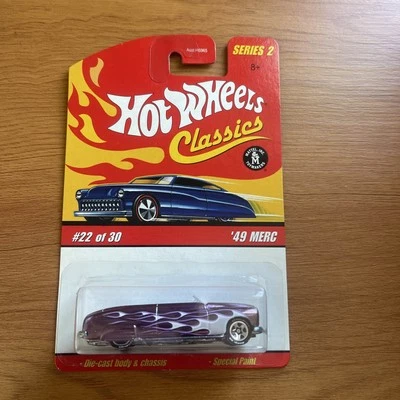 SERIES 2
8+
Hot Wheels
Classics
#22 of 30
'49 MERC
· Die-cast body & chassis
· Special Paint